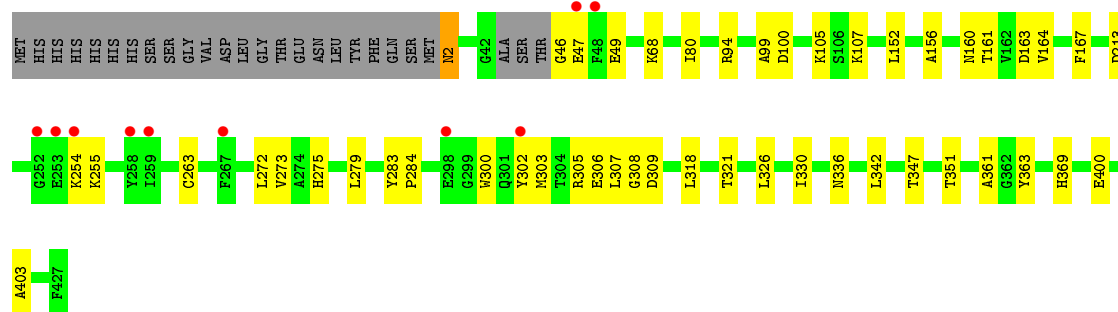 MET HIS HIS HIS HIS HIS HIS SER SER GLY VAL ASP LEU GLY THR GLU ASN LEU TYR PHE GLN SER MET N2 G42 ALA SER THR G46 E47 F48 E49 K68 I80 R94 A99 D100 K105 S106 K107 L152 A156 N160 T161 V162 D163 V164 F167
G252 E253 K254 K255 Y258 I259 C263 F267 L272 V273 A274 H275 L279 Y283 P284 E298 G299 W300 Q301 Y302 M303 T304 R305 E306 L307 G308 D309 L318 T321 L326 I330 N336 L342 T347 T351 A361 G362 Y363 H369 E400
A403 F427